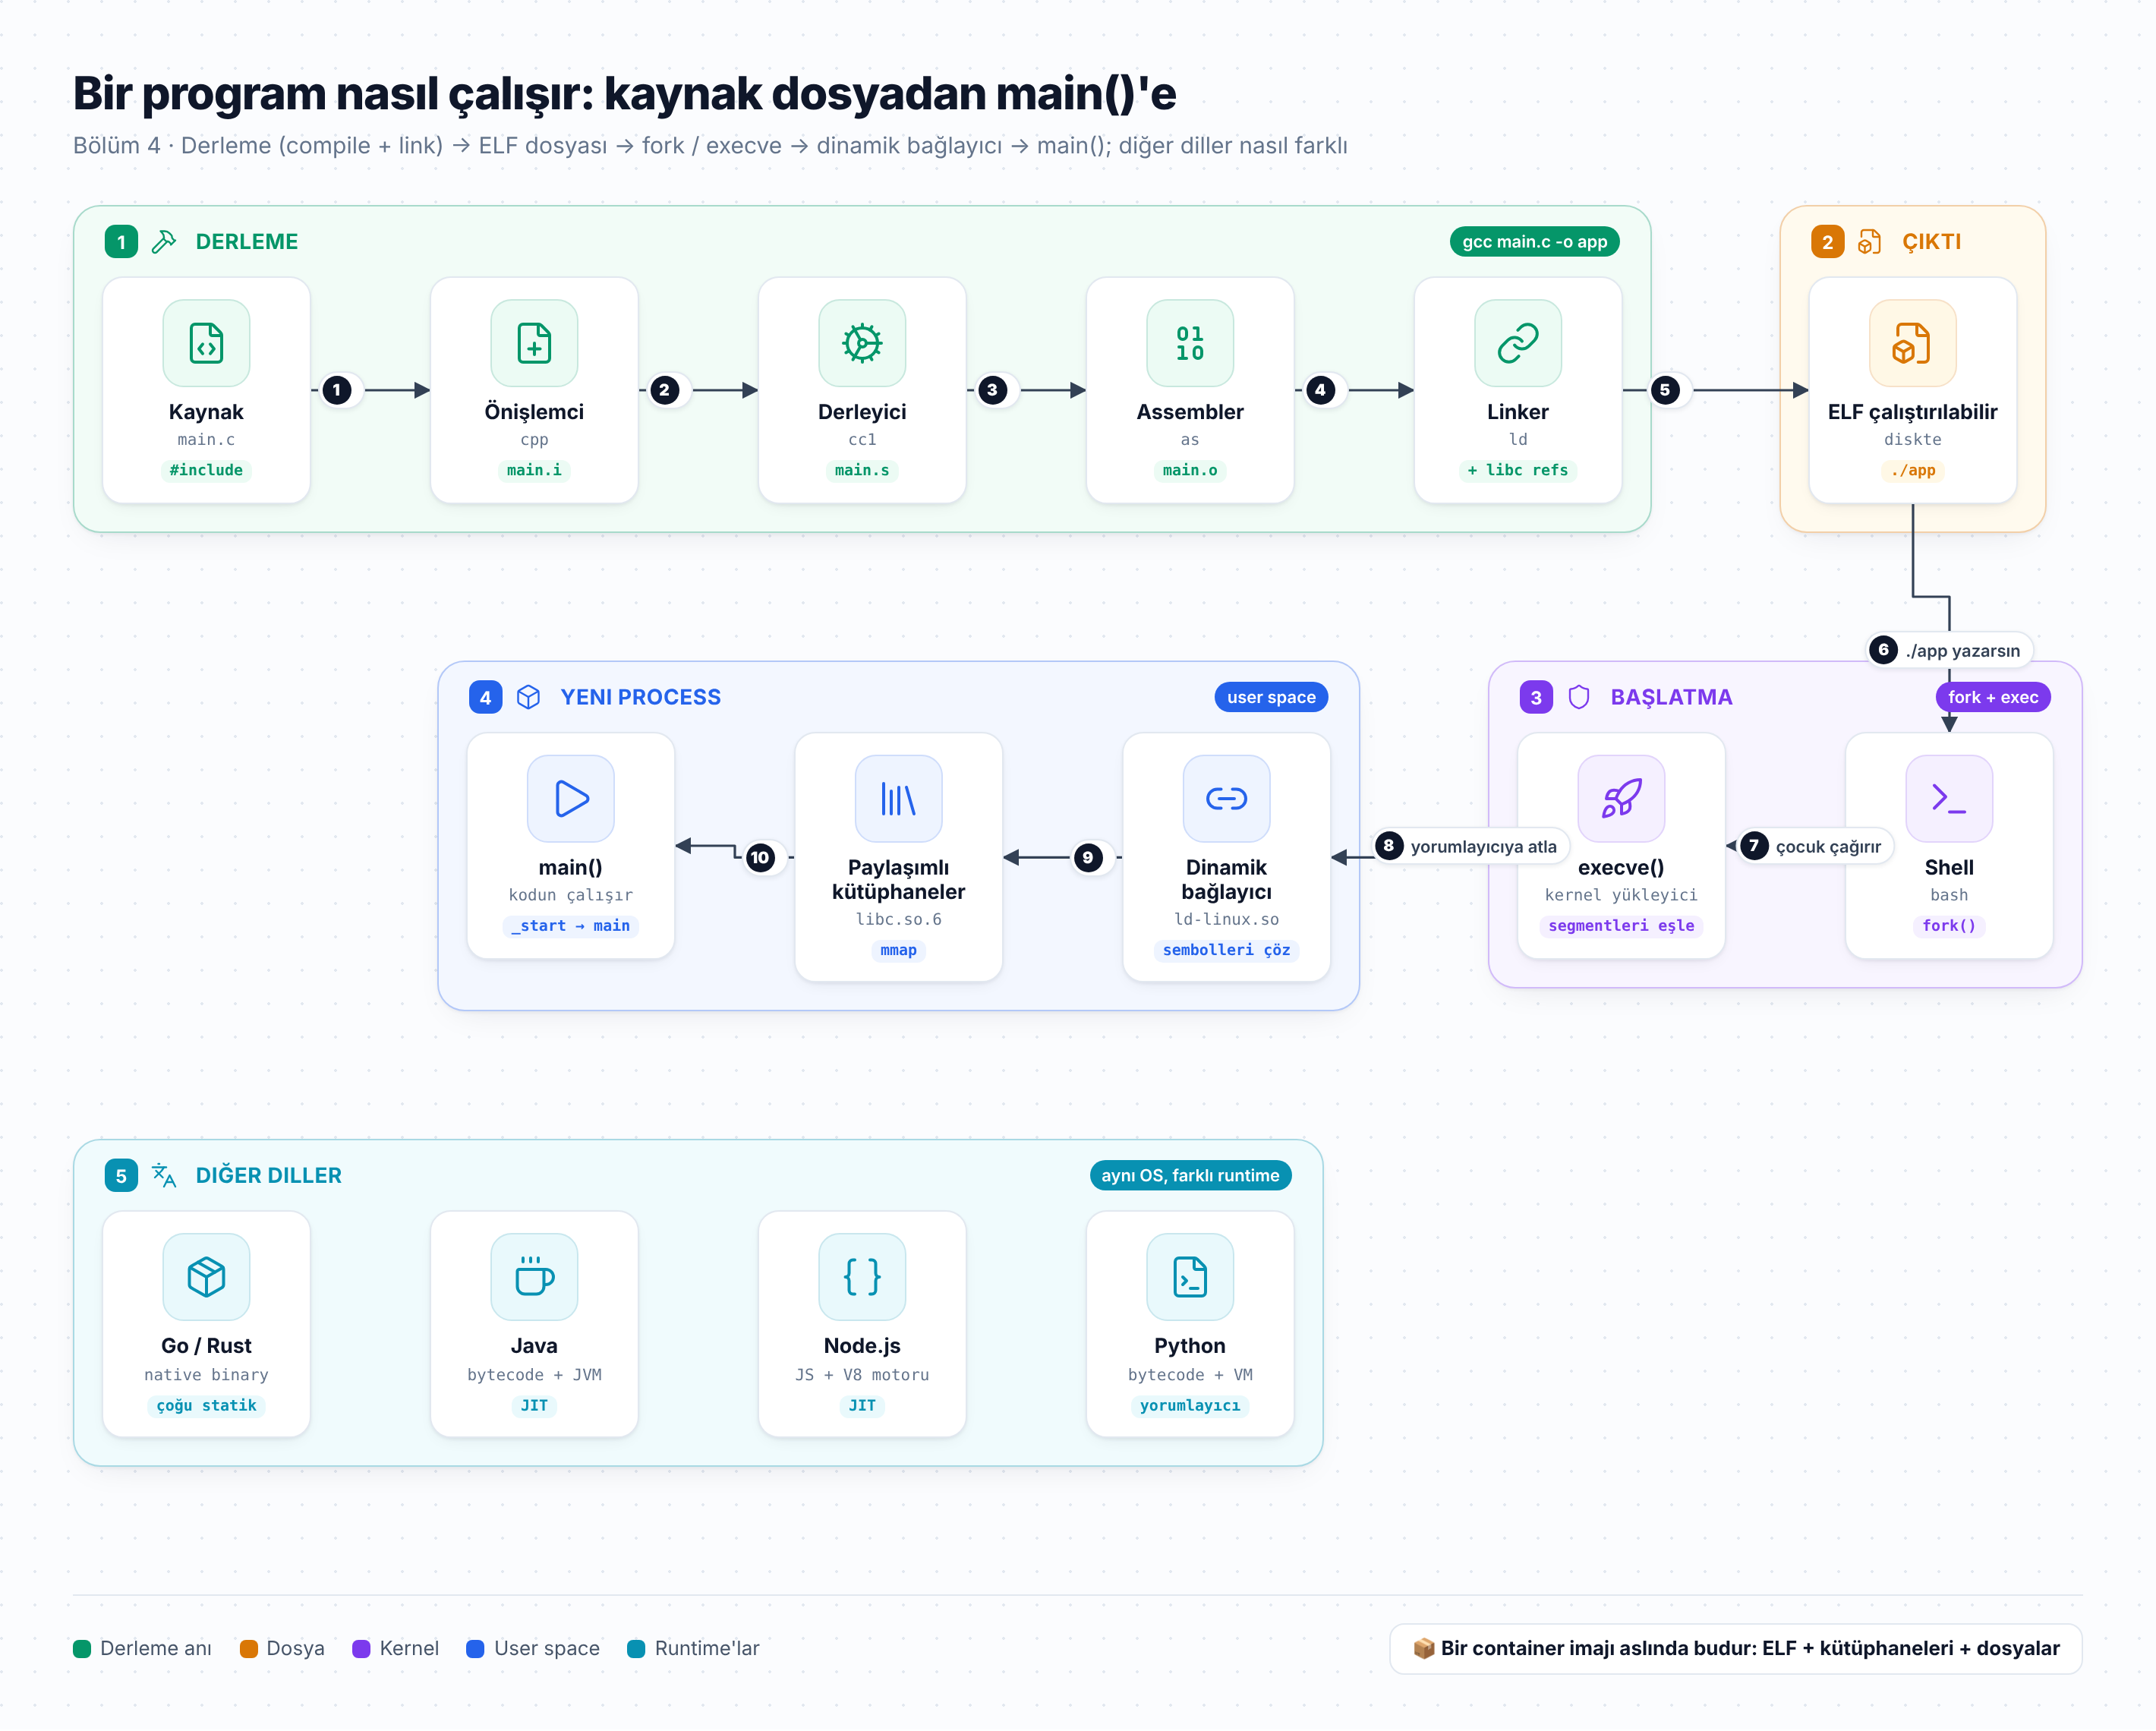 Bir program nasıl çalışır: kaynak dosyadan main()'e
Bölüm 4 · Derleme (compile + link) → ELF dosyası → fork / execve → dinamik bağlayıcı → main(); diğer diller nasıl farklı
1 DERLEME
gcc main.c -o app
Kaynak
main.c
#include
1
Önişlemci
cpp
main.i
2
Derleyici
cc1
main.s
3
01
10
Assembler
as
main.o
4
Linker
ld
+ libc refs
5
2 ÇIKTI
ELF çalıştırılabilir
diskte
./app
6 ./app yazarsın
3 BAŞLATMA
fork + exec
Shell
bash
fork()
7 çocuk çağırır
execve()
kernel yükleyici
segmentleri eşle
8 yorumlayıcıya atla
4 YENI PROCESS
user space
Dinamik
bağlayıcı
ld-linux.so
sembolleri çöz
9
Paylaşımlı
kütüphaneler
libc.so.6
mmap
10
main()
kodun çalışır
_start → main
5 DIĞER DILLER
aynı OS, farklı runtime
Go / Rust
native binary
çoğu statik
Java
bytecode + JVM
JIT
Node.js
JS + V8 motoru
JIT
Python
bytecode + VM
yorumlayıcı
Derleme anı
Dosya
Kernel
User space
Runtime'lar
📦 Bir container imajı aslında budur: ELF + kütüphaneleri + dosyalar